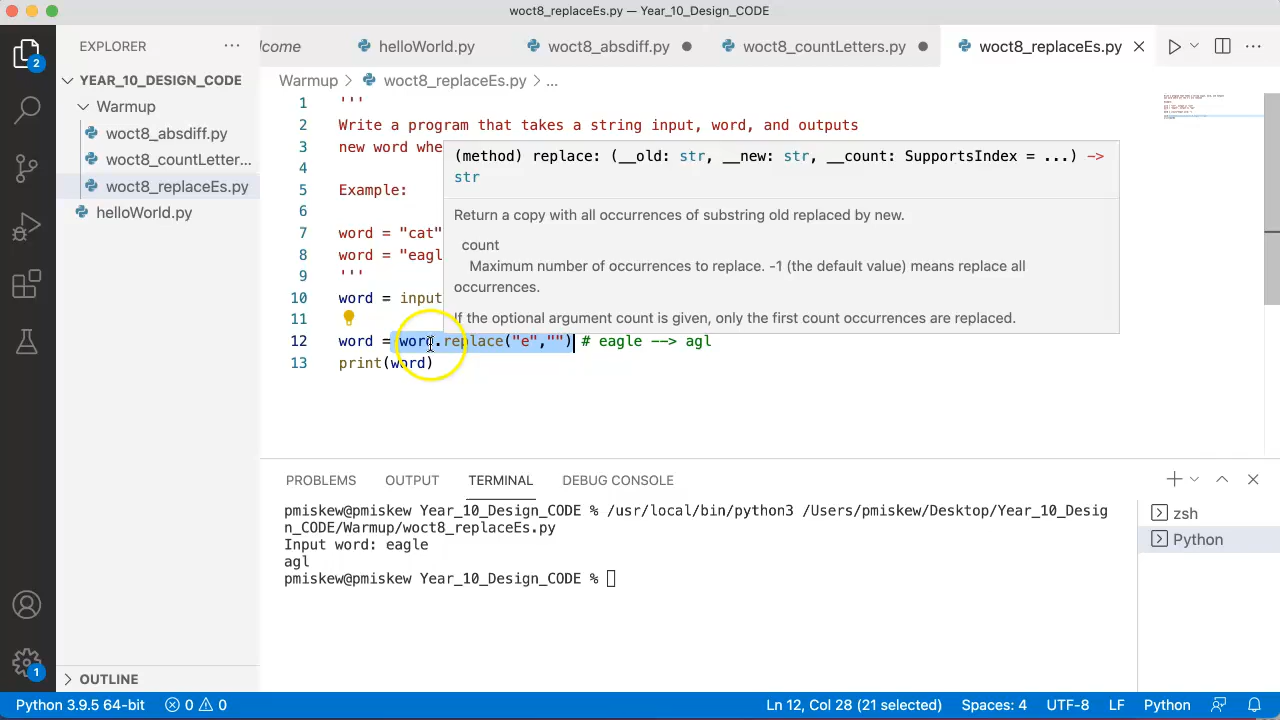 woct8_replaceEs.py — Year_10_Design_CODE
EXPLORER
lcome
helloWorld.py
woct8_absdiff.py
woct8_countLetters.py
woct8_replaceEs.py
YEAR_10_DESIGN_CODE
Warmup
woct8_absdiff.py
woct8_countLetter...
woct8_replaceEs.py
helloWorld.py
Warmup > woct8_replaceEs.py > ...
1 '''
2 Write a program that takes a string input, word, and outputs
3 new word whe
4
5 Example:
6
7 word = "cat"
8 word = "eagl
9 '''
10 word = input
11
12 word = word.replace("e","") # eagle --> agl
13 print(word)
(method) replace: (__old: str, __new: str, __count: SupportsIndex = ...) ->
str
Return a copy with all occurrences of substring old replaced by new.
count
Maximum number of occurrences to replace. -1 (the default value) means replace all
occurrences.
If the optional argument count is given, only the first count occurrences are replaced.
PROBLEMS OUTPUT TERMINAL DEBUG CONSOLE
pmiskew@pmiskew Year_10_Design_CODE % /usr/local/bin/python3 /Users/pmiskew/Desktop/Year_10_Desig
n_CODE/Warmup/woct8_replaceEs.py
Input word: eagle
agl
pmiskew@pmiskew Year_10_Design_CODE %
zsh
Python
OUTLINE
2
1
Python 3.9.5 64-bit 0 0 Ln 12, Col 28 (21 selected) Spaces: 4 UTF-8 LF Python